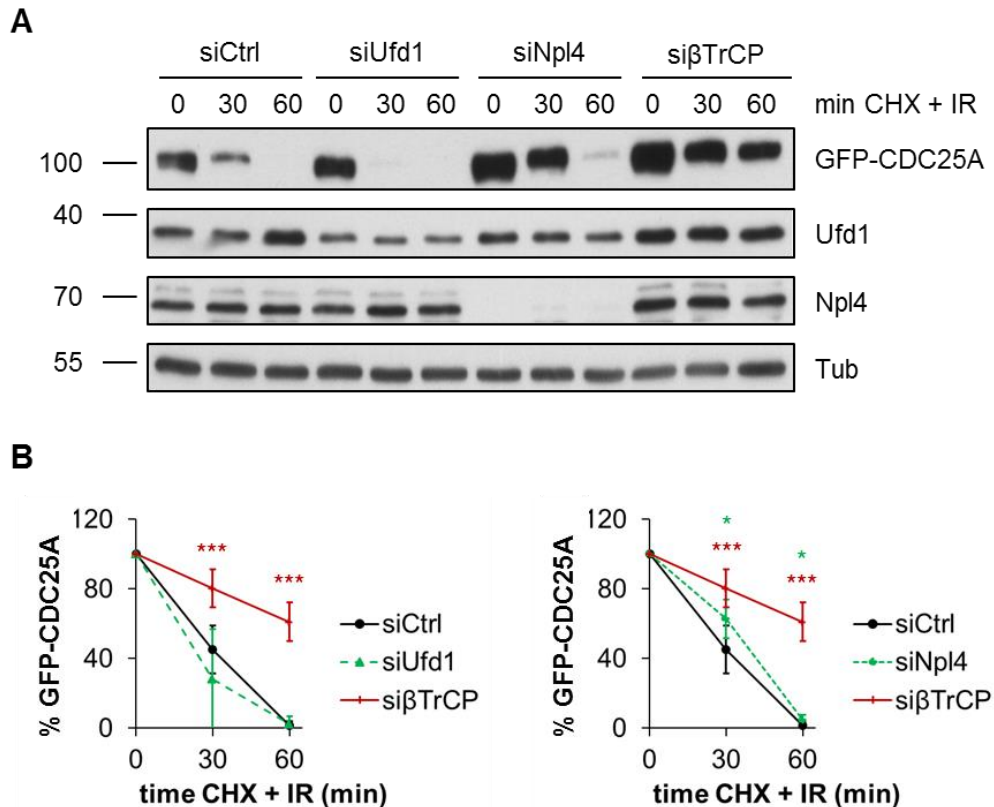 A
siCtrl siUfd1 siNpl4 siβTrCP
0 30 60 0 30 60 0 30 60 0 30 60 min CHX + IR
100 GFP-CDC25A
40 Ufd1
70 Npl4
55 Tub
B
% GFP-CDC25A
120
80
40
0
*** ***
0 30 60
time CHX + IR (min)
siCtrl
siUfd1
siβTrCP
% GFP-CDC25A
120
80
40
0
* *
*** ***
0 30 60
time CHX + IR (min)
siCtrl
siNpl4
siβTrCP